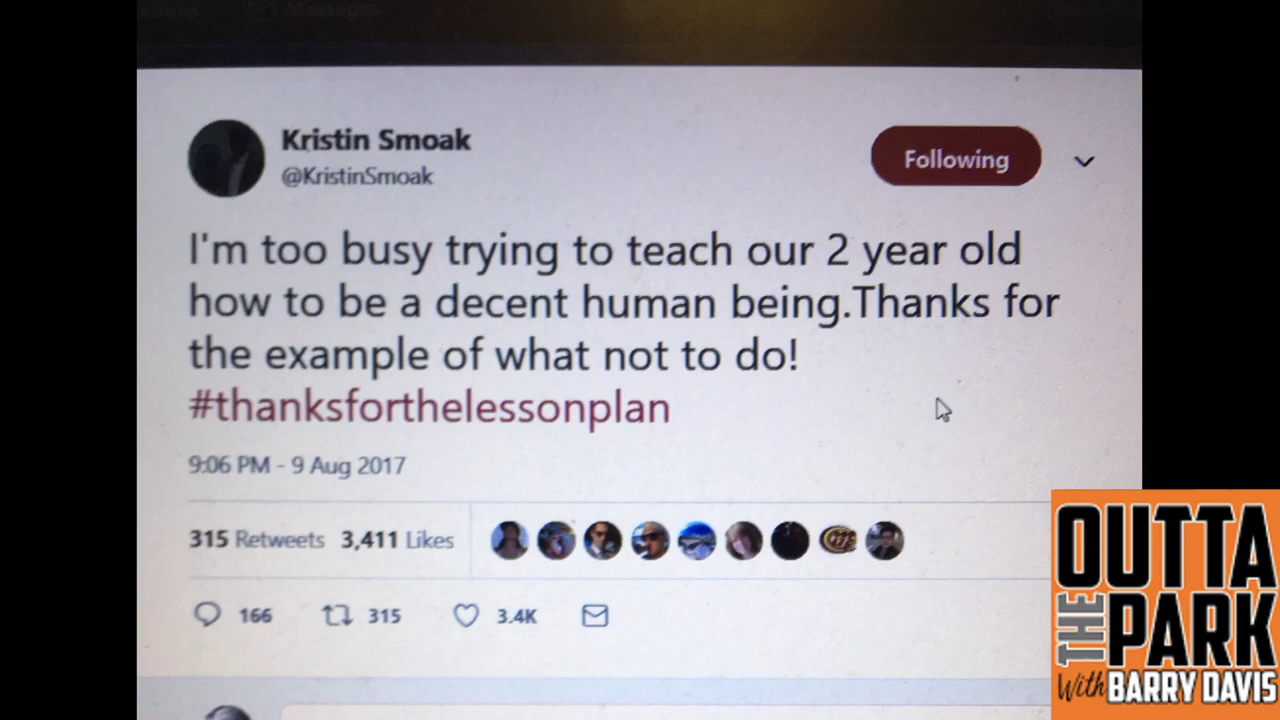 Messages
Kristin Smoak
@KristinSmoak
Following
I'm too busy trying to teach our 2 year old
how to be a decent human being.Thanks for
the example of what not to do!
#thanksforthelessonplan
9:06 PM - 9 Aug 2017
315 Retweets 3,411 Likes
166 315 3.4K
OUTTA
THE PARK
With BARRY DAVIS